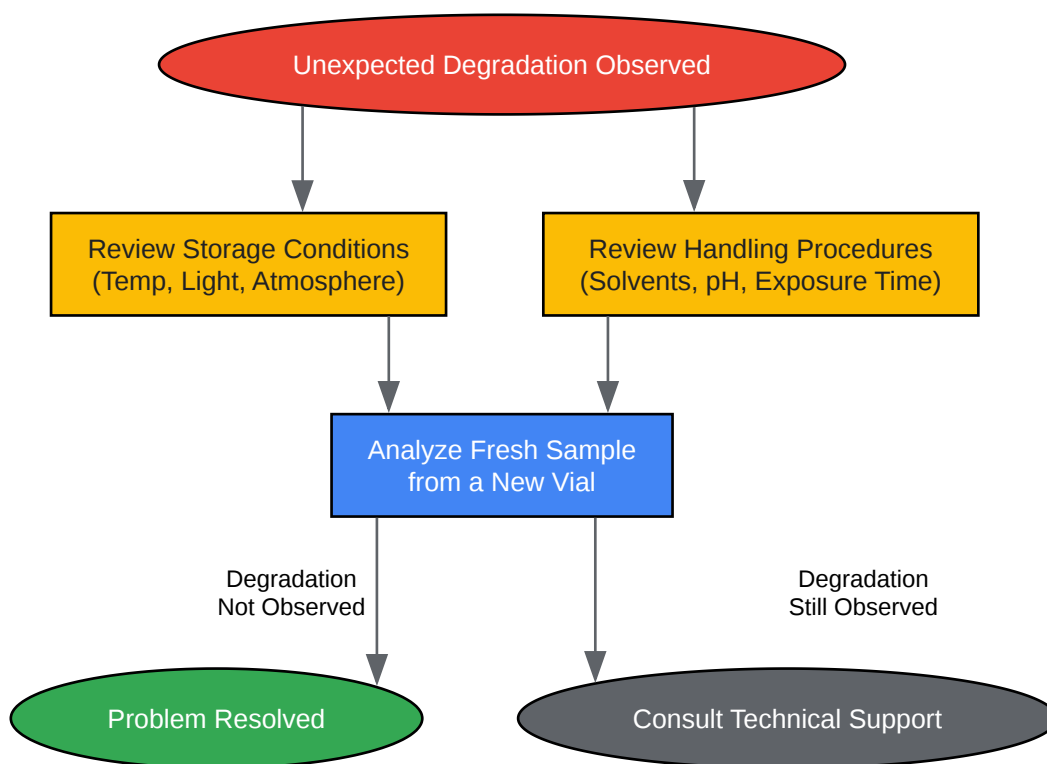 Unexpected Degradation Observed
Review Storage Conditions
(Temp, Light, Atmosphere)
Review Handling Procedures
(Solvents, pH, Exposure Time)
Analyze Fresh Sample
from a New Vial
Degradation
Not Observed
Degradation
Still Observed
Problem Resolved
Consult Technical Support